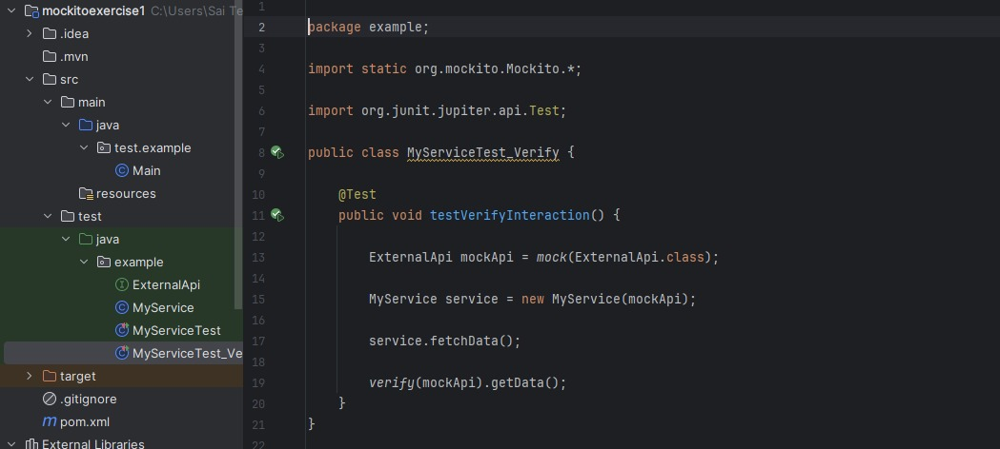 mockitoexercise1 C:\Users\Sai Te
.idea
.mvn
src
main
java
test.example
Main
resources
test
java
example
ExternalApi
MyService
MyServiceTest
MyServiceTest_Ve
target
.gitignore
pom.xml
External Libraries
1
2 package example;
3
4 import static org.mockito.Mockito.*;
5
6 import org.junit.jupiter.api.Test;
7
8 public class MyServiceTest_Verify {
9
10 @Test
11 public void testVerifyInteraction() {
12
13 ExternalApi mockApi = mock(ExternalApi.class);
14
15 MyService service = new MyService(mockApi);
16
17 service.fetchData();
18
19 verify(mockApi).getData();
20 }
21 }
22